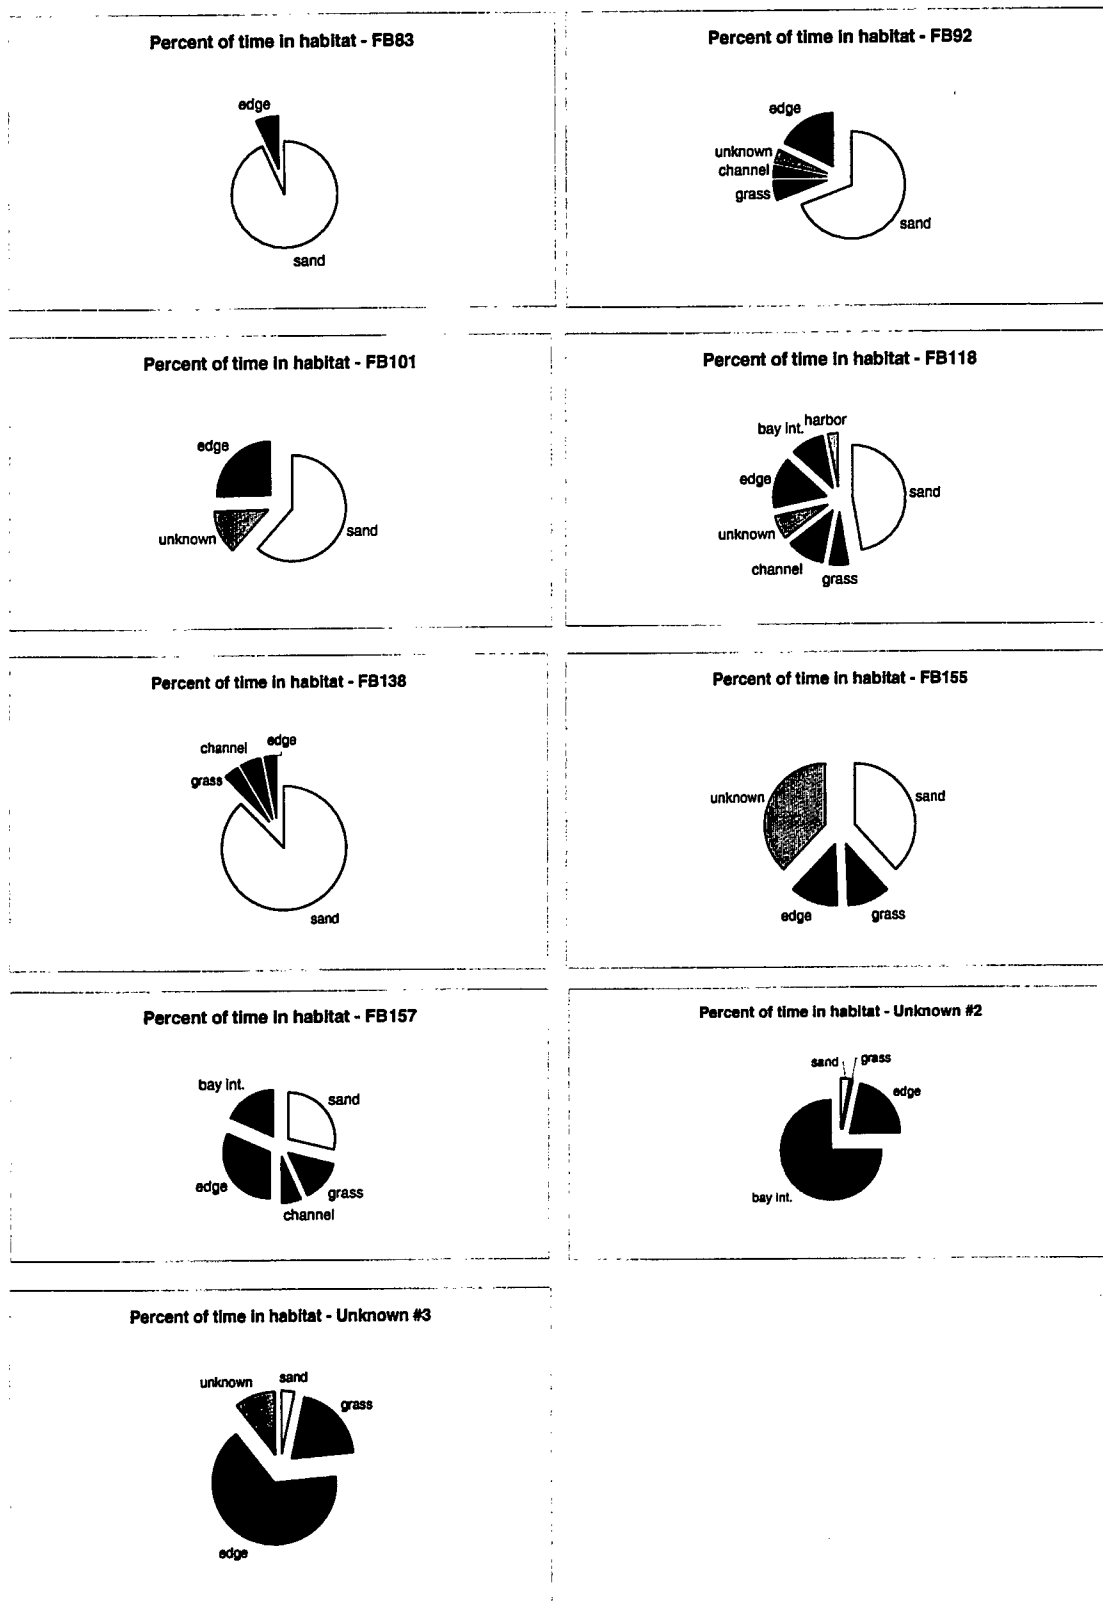 Percent of time in habitat - FB83
edge
sand
Percent of time in habitat - FB92
edge
unknown
channel
grass
sand
Percent of time in habitat - FB101
edge
unknown
sand
Percent of time in habitat - FB118
bay int. harbor
edge
sand
unknown
channel
grass
Percent of time in habitat - FB138
channel edge
grass
sand
Percent of time in habitat - FB155
unknown
sand
edge
grass
Percent of time in habitat - FB157
bay int.
sand
edge
grass
channel
Percent of time in habitat - Unknown #2
sand grass
edge
bay int.
Percent of time in habitat - Unknown #3
unknown sand
grass
edge